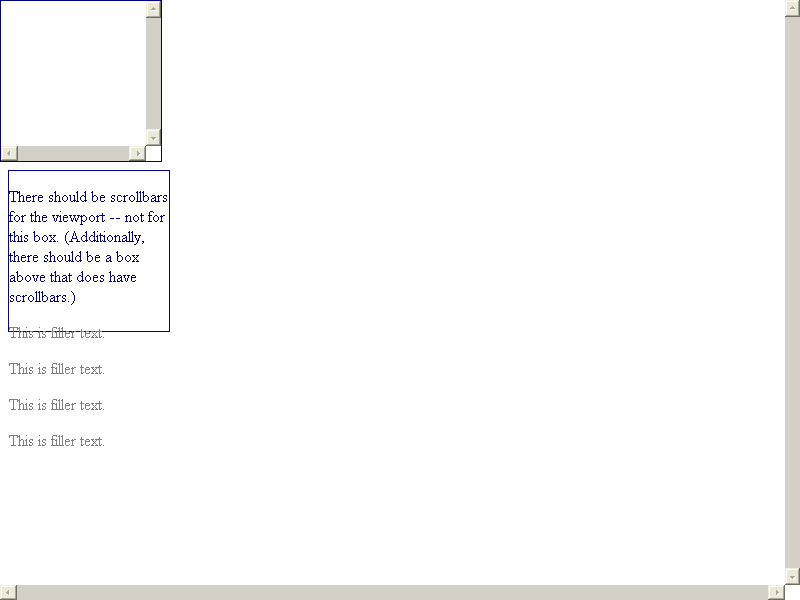 There should be scrollbars
for the viewport -- not for
this box. (Additionally,
there should be a box
above that does have
scrollbars.)
This is filler text.
This is filler text.
This is filler text.
This is filler text.